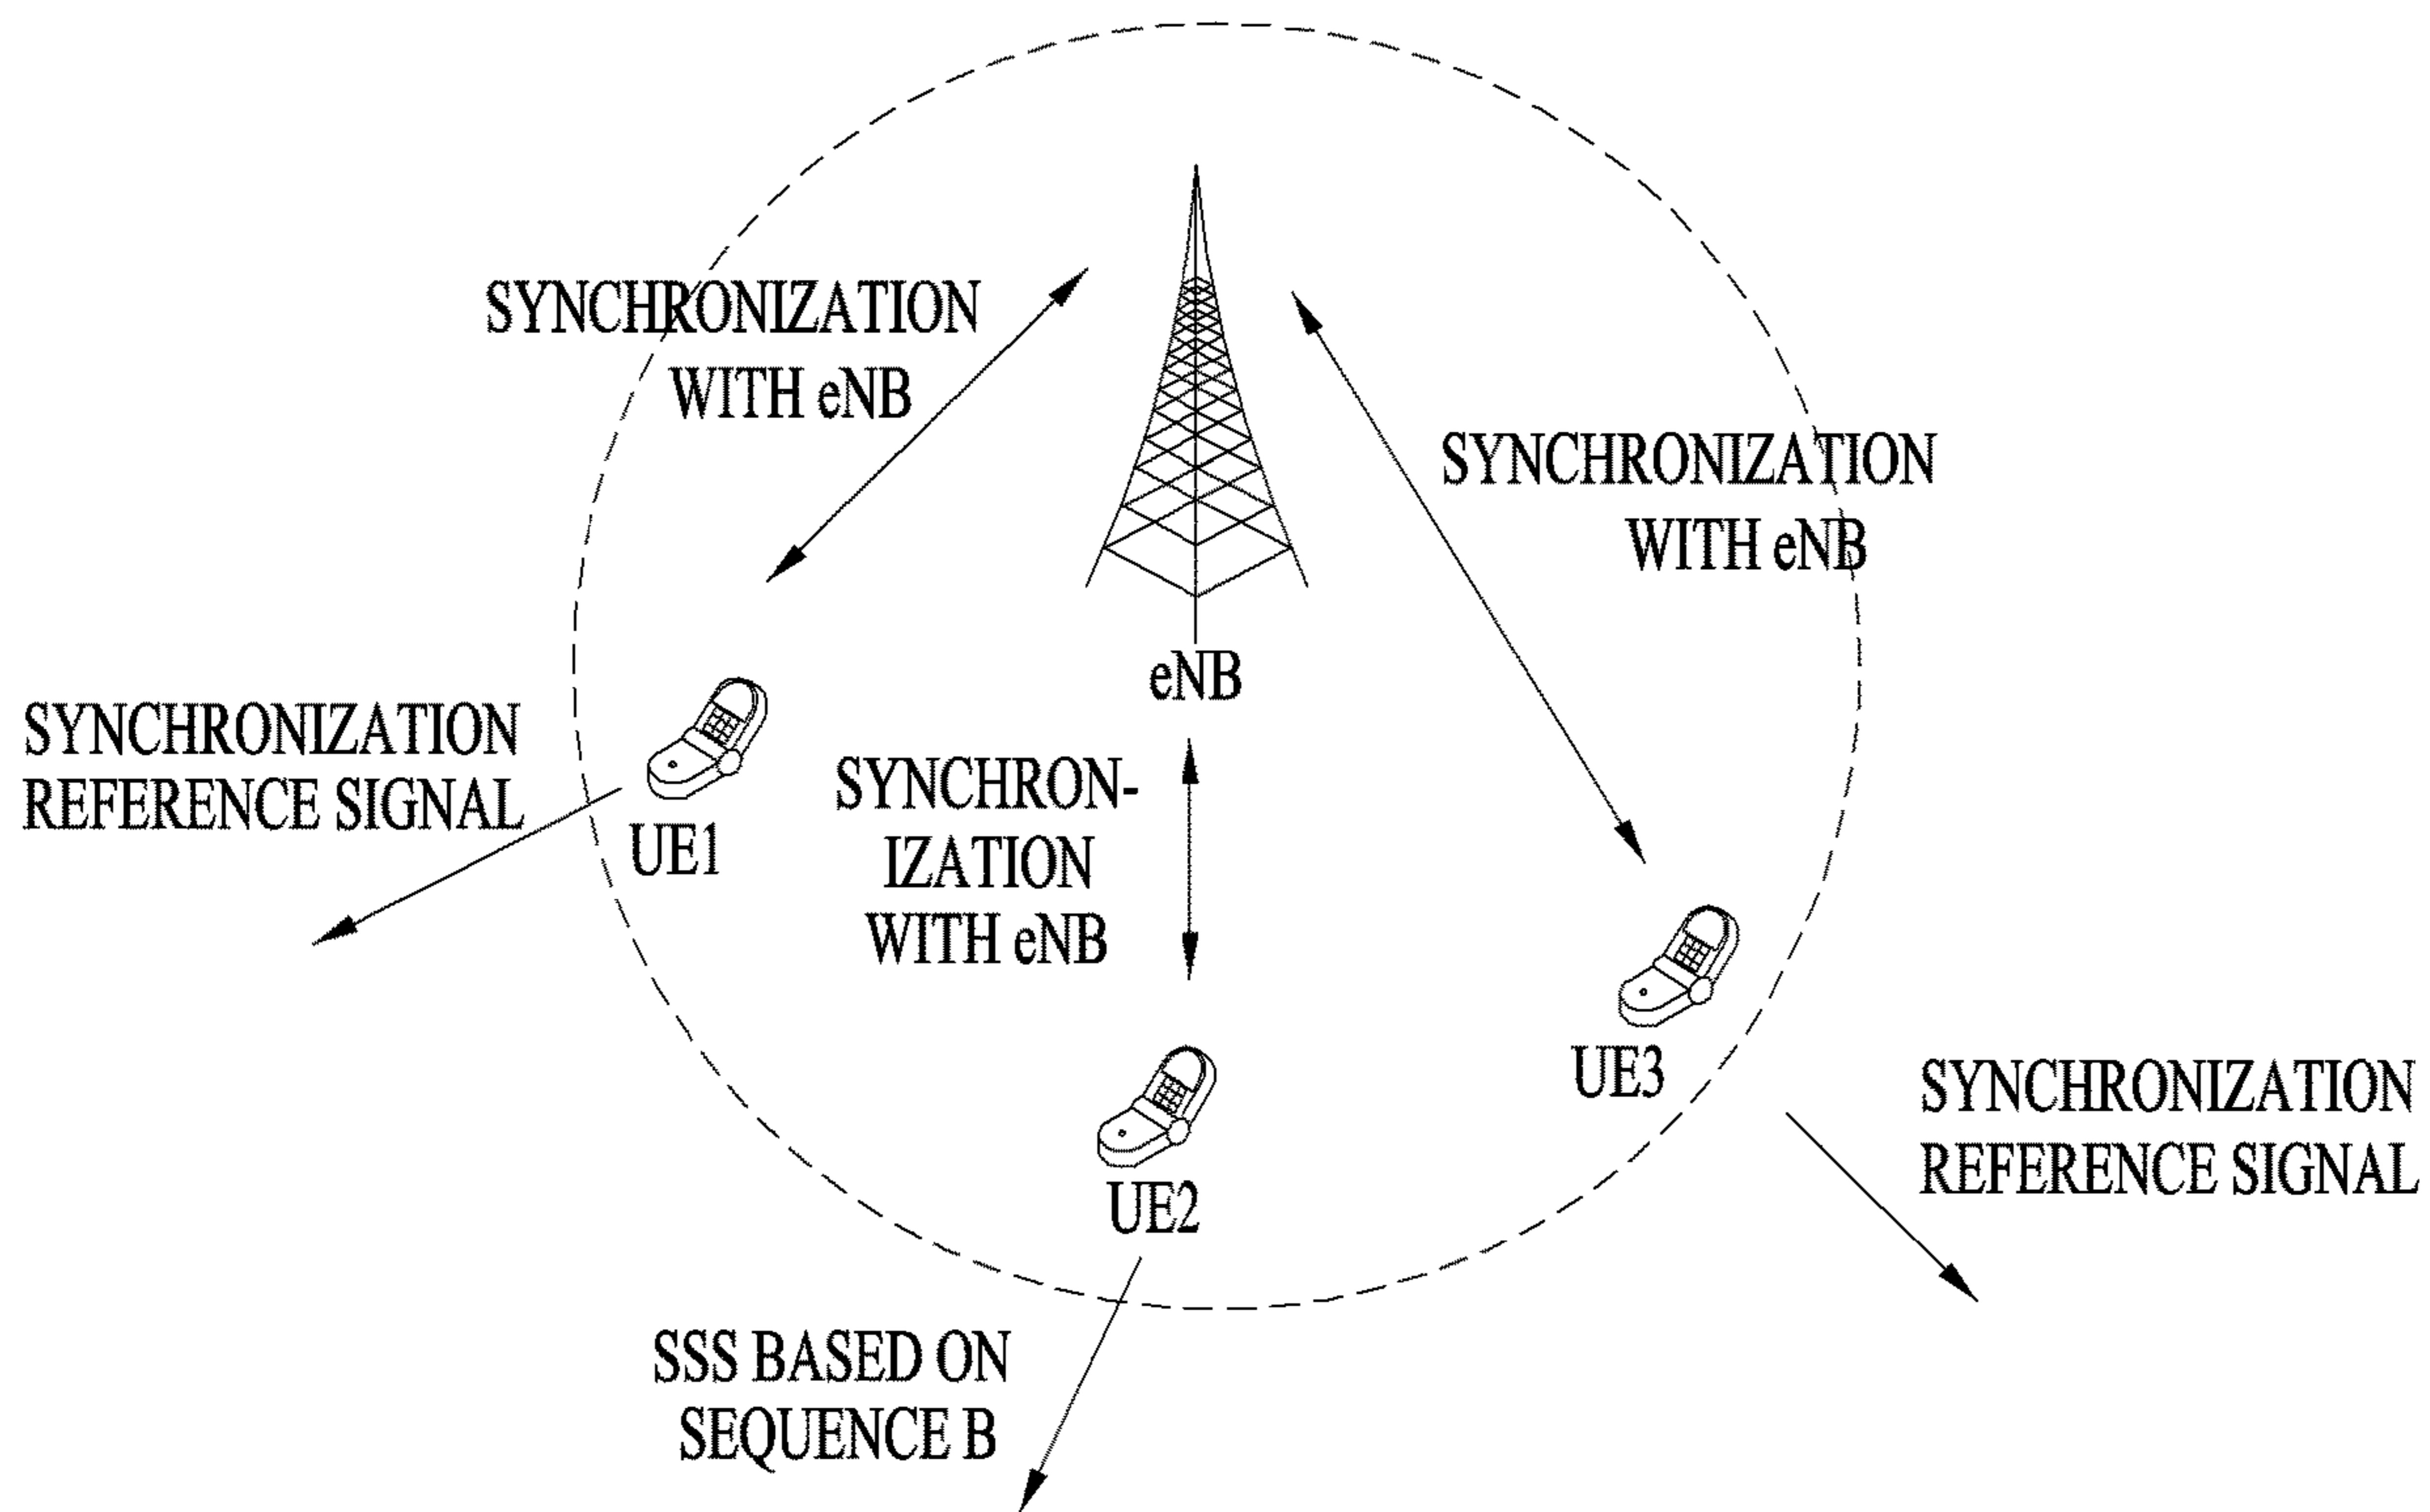 SYNCHRONIZATION
WITH eNB
SYNCHRONIZATION
WITH eNB
eNB
SYNCHRONIZATION
REFERENCE SIGNAL
UE1
SYNCHRON-
IZATION
WITH eNB
UE3
SYNCHRONIZATION
REFERENCE SIGNAL
UE2
SSS BASED ON
SEQUENCE B